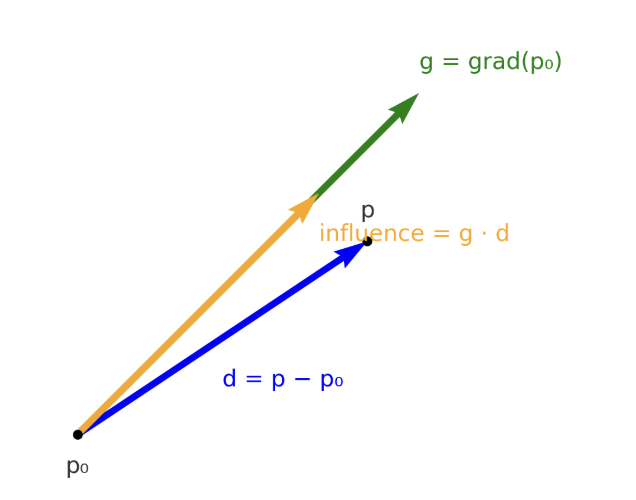 g = grad(p₀)
p
influence = g · d
d = p − p₀
p₀